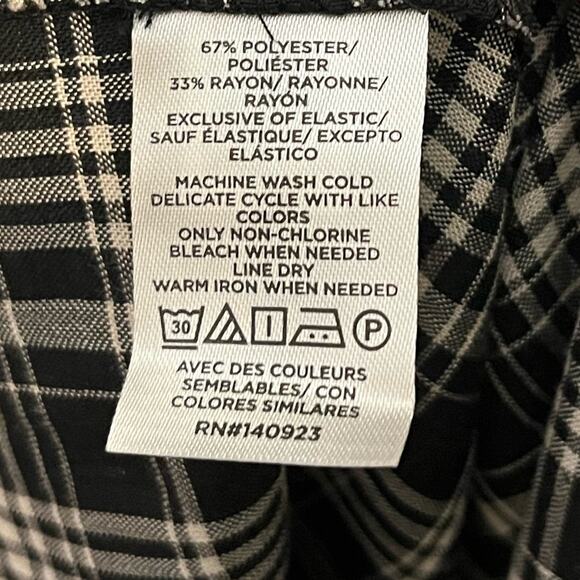 67% POLYESTER/
POLIÉSTER
33% RAYON/ RAYONNE/
RAYÓN
EXCLUSIVE OF ELASTIC/
SAUF ÉLASTIQUE/ EXCEPTO
ELÁSTICO
MACHINE WASH COLD
DELICATE CYCLE WITH LIKE
COLORS
ONLY NON-CHLORINE
BLEACH WHEN NEEDED
LINE DRY
WARM IRON WHEN NEEDED
30 P
AVEC DES COULEURS
SEMBLABLES/ CON
COLORES SIMILARES
RN#140923